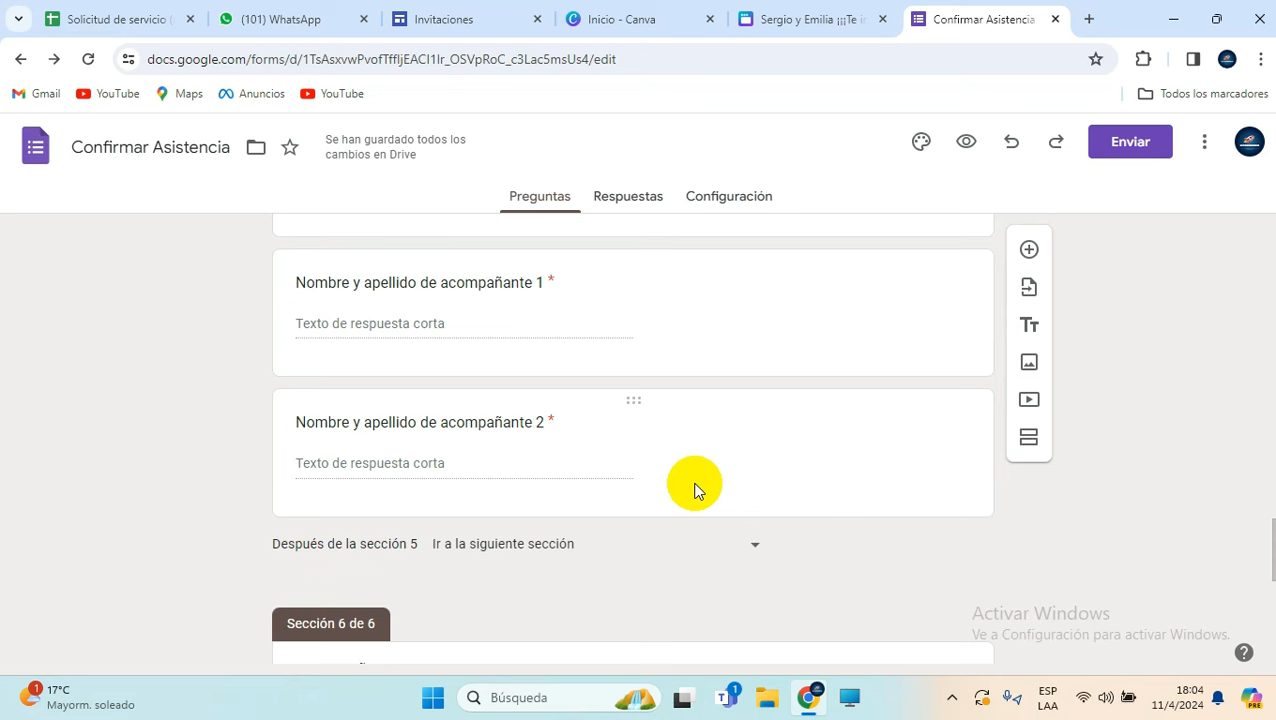 Solicitud de servicio (
(101) WhatsApp
Invitaciones
Inicio - Canva
Sergio y Emilia ¡¡¡Te i
Confirmar Asistencia
docs.google.com/forms/d/1TsAsxvwPvofTffljEACl1Ir_OSVpRoC_c3Lac5msUs4/edit
Gmail
YouTube
Maps
Anuncios
YouTube
Todos los marcadores
Confirmar Asistencia
Se han guardado todos los
cambios en Drive
Enviar
Preguntas
Respuestas
Configuración
Nombre y apellido de acompañante 1 *
Texto de respuesta corta
Nombre y apellido de acompañante 2 *
Texto de respuesta corta
Después de la sección 5 Ir a la siguiente sección
Sección 6 de 6
Activar Windows
Ve a Configuración para activar Windows.
1
17°C
Mayorm. soleado
Búsqueda
1
ESP
LAA
18:04
11/4/2024
PRE